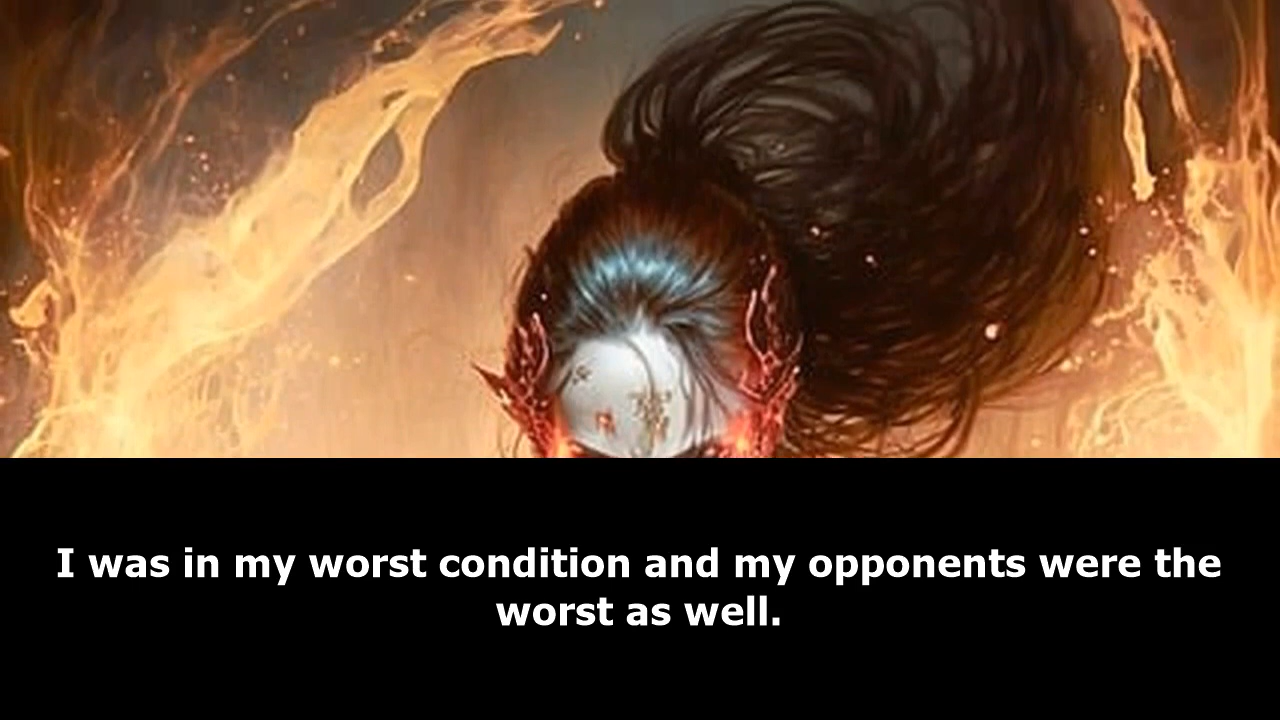 I was in my worst condition and my opponents were the
worst as well.